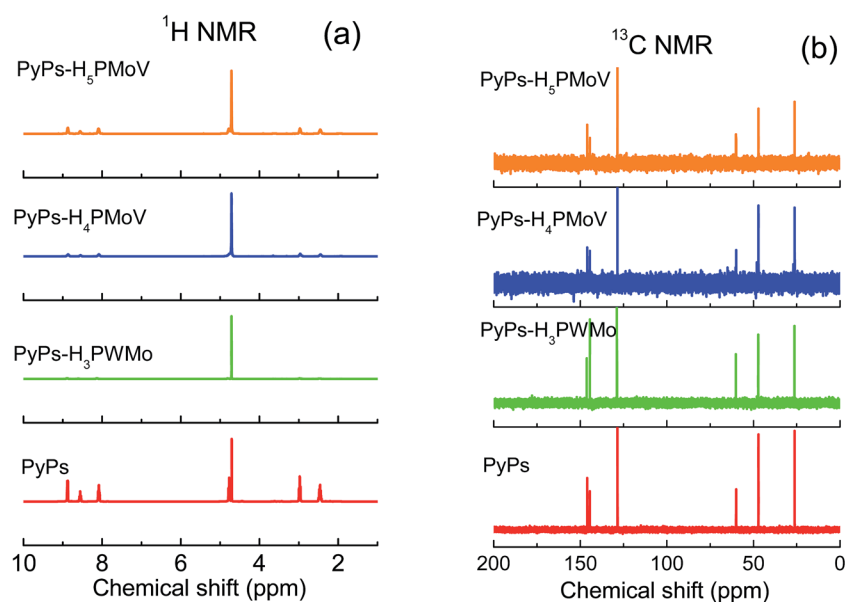 ¹H NMR
(a)
PyPs-H₅PMoV
PyPs-H₄PMoV
PyPs-H₃PWMo
PyPs
10 8 6 4 2
Chemical shift (ppm)
¹³C NMR
(b)
PyPs-H₅PMoV
PyPs-H₄PMoV
PyPs-H₃PWMo
PyPs
200 150 100 50 0
Chemical shift (ppm)